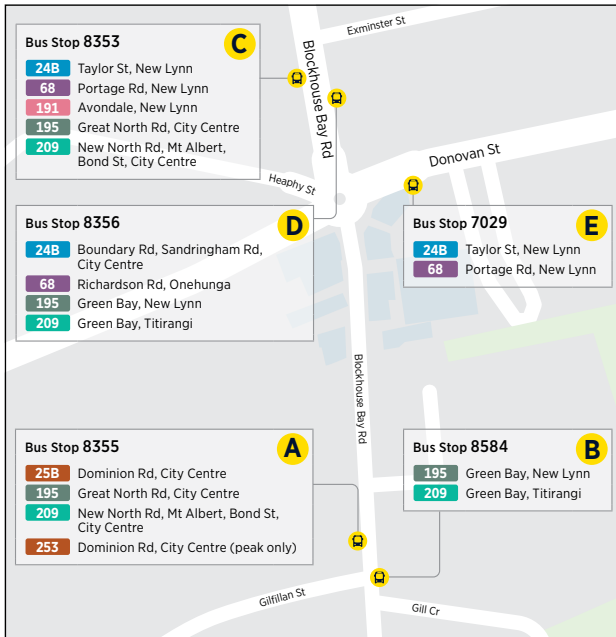 Exminster St
Bus Stop 8353
C
24B Taylor St, New Lynn
68 Portage Rd, New Lynn
191 Avondale, New Lynn
195 Great North Rd, City Centre
209 New North Rd, Mt Albert,
Bond St, City Centre
Blockhouse Bay Rd
Donovan St
Heaphy St
Bus Stop 8356
D
24B Boundary Rd, Sandringham Rd,
City Centre
68 Richardson Rd, Onehunga
195 Green Bay, New Lynn
209 Green Bay, Titirangi
Bus Stop 7029
E
24B Taylor St, New Lynn
68 Portage Rd, New Lynn
Blockhouse Bay Rd
Bus Stop 8355
A
25B Dominion Rd, City Centre
195 Great North Rd, City Centre
209 New North Rd, Mt Albert, Bond St,
City Centre
253 Dominion Rd, City Centre (peak only)
Bus Stop 8584
B
195 Green Bay, New Lynn
209 Green Bay, Titirangi
Gilfillan St
Gill Cr